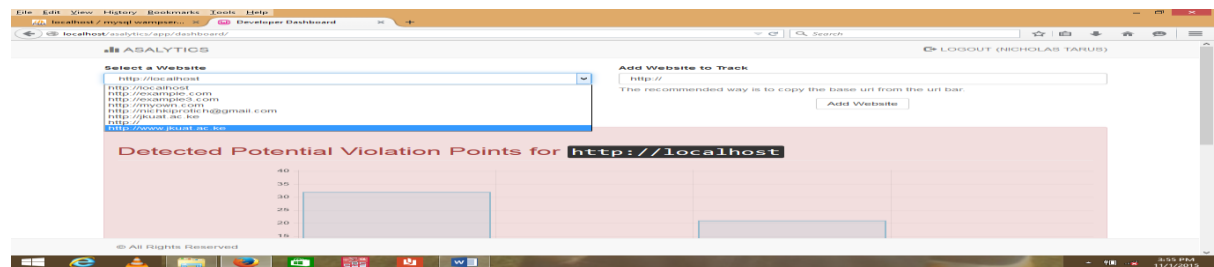 File Edit View History Bookmarks Tools Help
localhost / mysql wampser... × Developer Dashboard × +
localhost/asalytics/app/dashboard/ Search
ASALYTICS LOGOUT (NICHOLAS TARUS)
Select a Website
http://localhost
http://localhost
http://example.com
http://example3.com
http://myown.com
http://nichkiprotich@gmail.com
http://jkuat.ac.ke
http://
http://www.jkuat.ac.ke
Add Website to Track
http://
The recommended way is to copy the base url from the url bar.
Add Website
Detected Potential Violation Points for http://localhost
40
35
30
25
20
15
© All Rights Reserved
3:55 PM
11/1/2015